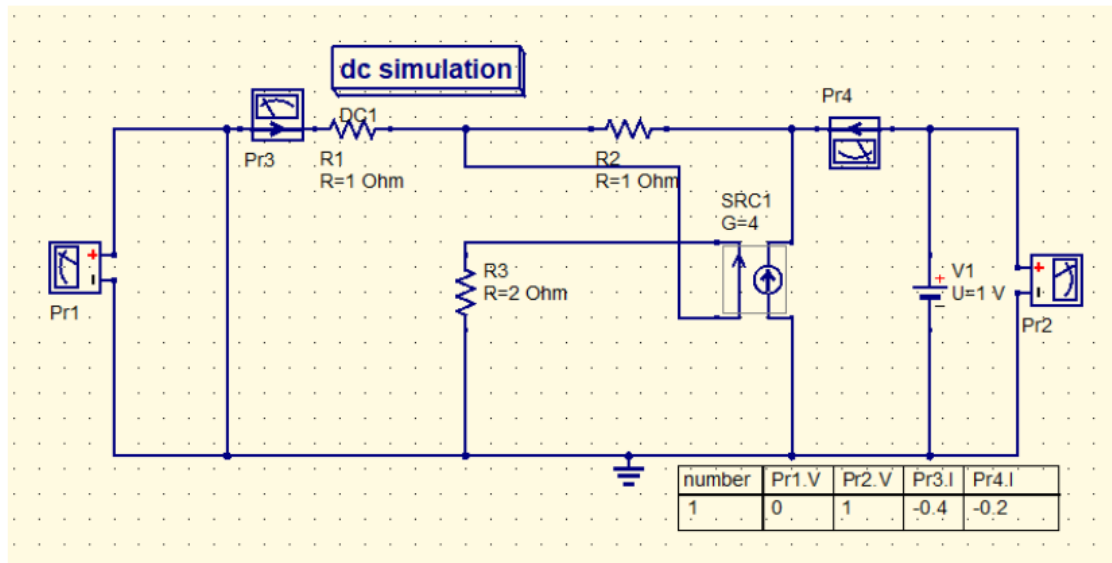 dc simulation
DC1
Pr4
Pr3
R1
R=1 Ohm
R2
R=1 Ohm
SRC1
G=4
Pr1
R3
R=2 Ohm
V1
U=1 V
Pr2
number Pr1.V Pr2.V Pr3.I Pr4.I
1 0 1 -0.4 -0.2